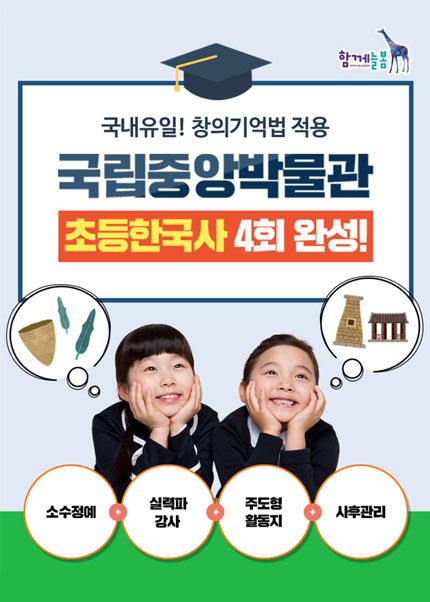 함께늘봄
국내유일! 창의기억법 적용
국립중앙박물관
초등한국사 4회 완성!
소수정예
+
실력파
강사
+
주도형
활동지
+
사후관리